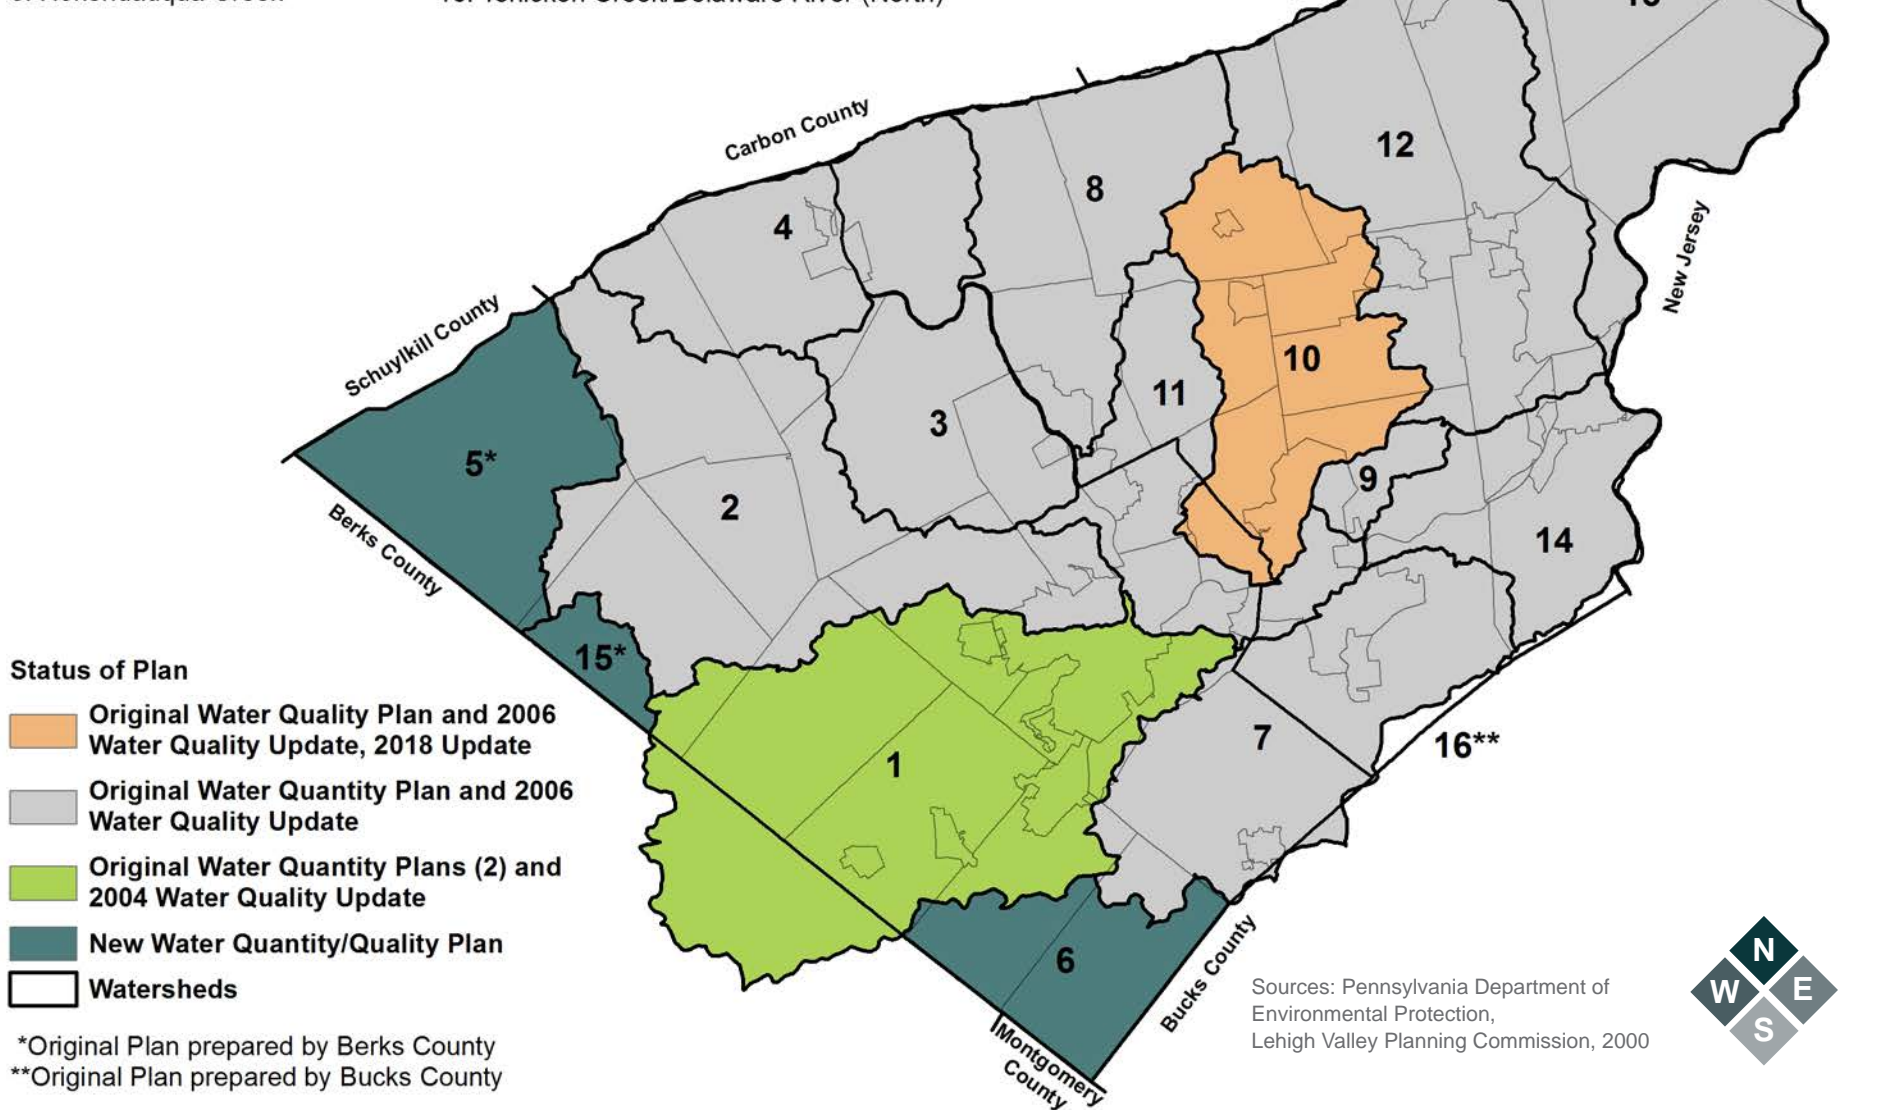 Carbon County
12
8
4
Schuylkill County
New Jersey
10
11
3
5*
9
2
14
Berks County
15*
7
16**
1
6
Bucks County
Montgomery
County
Status of Plan
Original Water Quality Plan and 2006
Water Quality Update, 2018 Update
Original Water Quantity Plan and 2006
Water Quality Update
Original Water Quantity Plans (2) and
2004 Water Quality Update
New Water Quantity/Quality Plan
Watersheds
*Original Plan prepared by Berks County
**Original Plan prepared by Bucks County
Sources: Pennsylvania Department of
Environmental Protection,
Lehigh Valley Planning Commission, 2000
N
W E
S